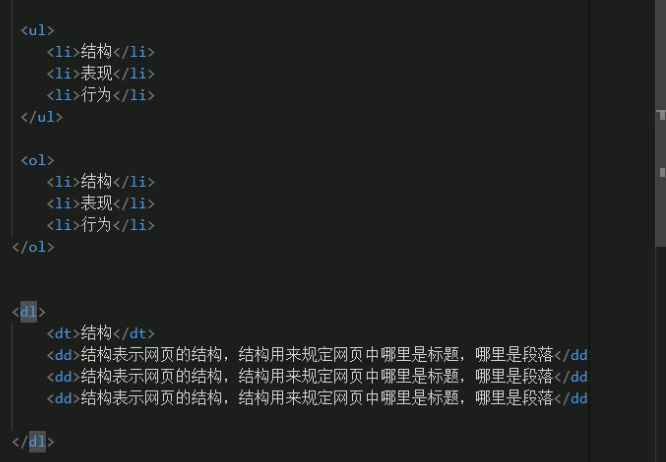 <ul>
<li>结构</li>
<li>表现</li>
<li>行为</li>
</ul>
<ol>
<li>结构</li>
<li>表现</li>
<li>行为</li>
</ol>
<dl>
<dt>结构</dt>
<dd>结构表示网页的结构，结构用来规定网页中哪里是标题，哪里是段落</dd
<dd>结构表示网页的结构，结构用来规定网页中哪里是标题，哪里是段落</dd
<dd>结构表示网页的结构，结构用来规定网页中哪里是标题，哪里是段落</dd
</dl>